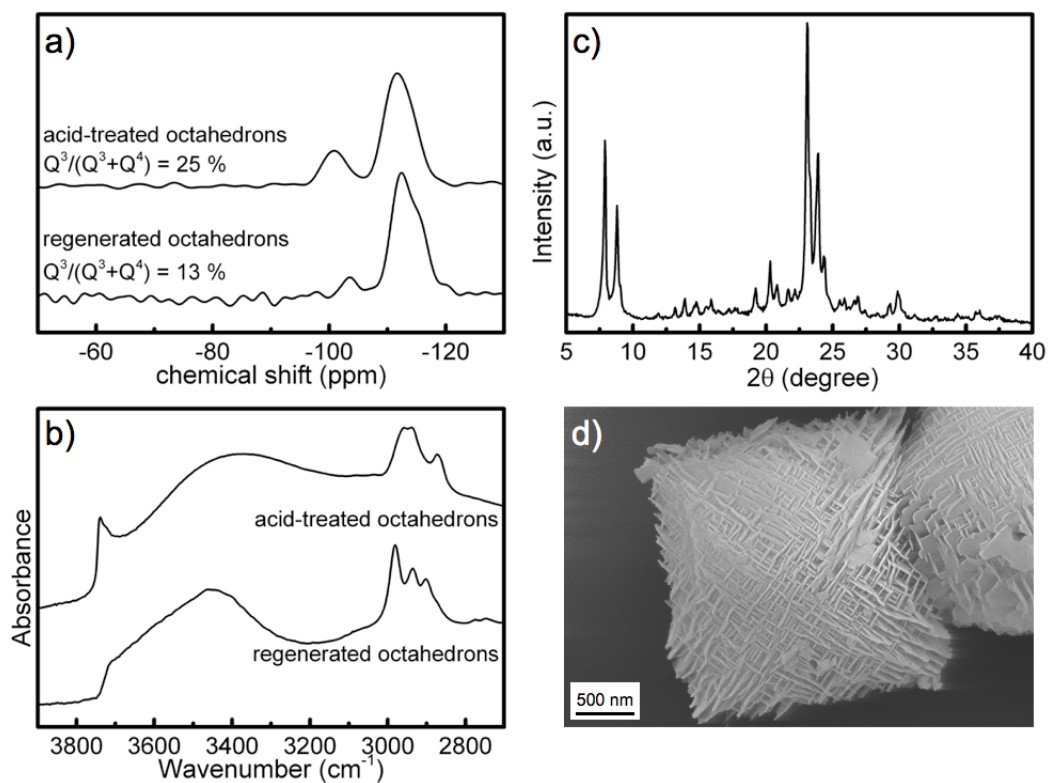 a)
acid-treated octahedrons
Q³/(Q³+Q⁴) = 25 %
regenerated octahedrons
Q³/(Q³+Q⁴) = 13 %
-60 -80 -100 -120
chemical shift (ppm)
c)
Intensity (a.u.)
5 10 15 20 25 30 35 40
2θ (degree)
b)
acid-treated octahedrons
regenerated octahedrons
Absorbance
3800 3600 3400 3200 3000 2800
Wavenumber (cm⁻¹)
d)
500 nm